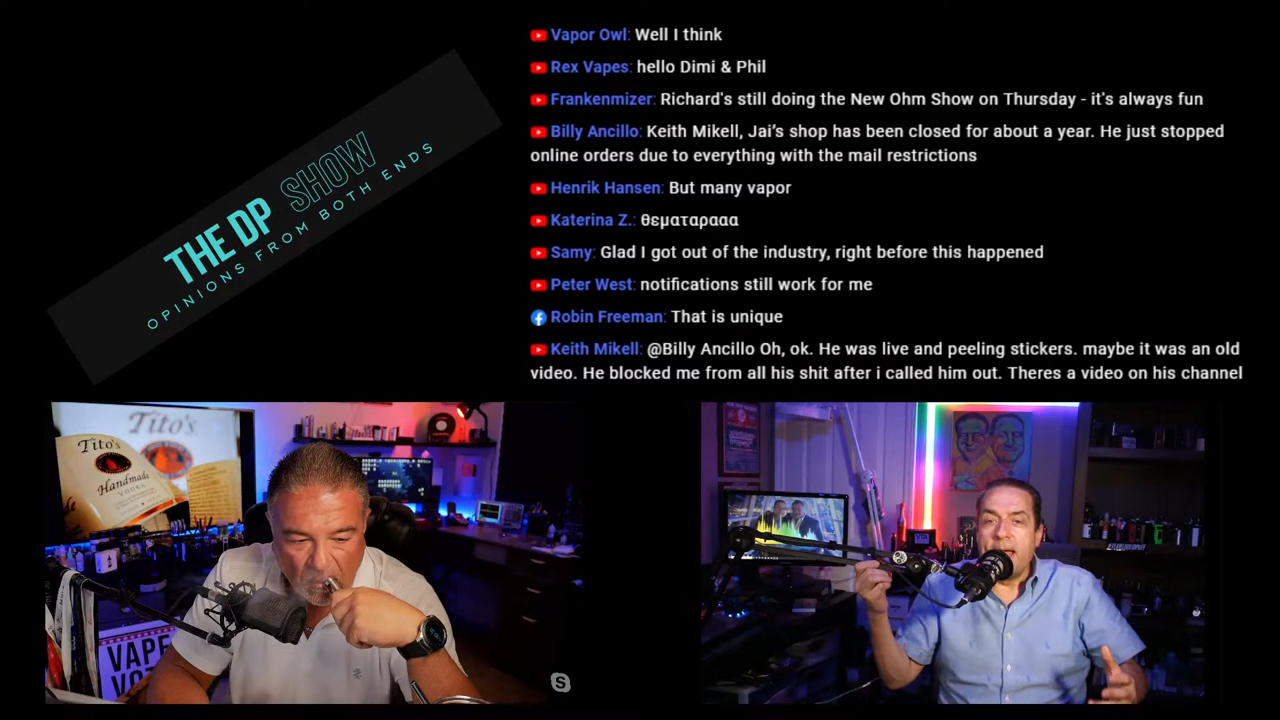 Vapor Owl: Well I think
Rex Vapes: hello Dimi & Phil
Frankenmizer: Richard's still doing the New Ohm Show on Thursday - it's always fun
Billy Ancillo: Keith Mikell, Jai's shop has been closed for about a year. He just stopped
online orders due to everything with the mail restrictions
Henrik Hansen: But many vapor
Katerina Z.: θεματαρααα
Samy: Glad I got out of the industry, right before this happened
Peter West: notifications still work for me
Robin Freeman: That is unique
Keith Mikell: @Billy Ancillo Oh, ok. He was live and peeling stickers. maybe it was an old
video. He blocked me from all his shit after i called him out. Theres a video on his channel
THE DP SHOW
OPINIONS FROM BOTH ENDS
Tito's
Tito's
Handmade
VODKA
VAPE
S